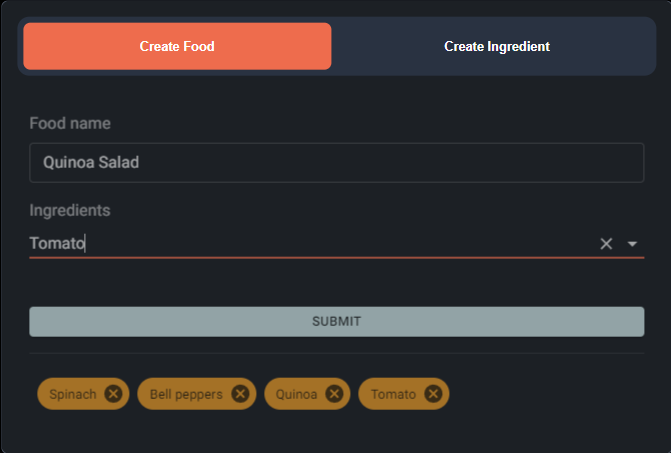 Create Food Create Ingredient
Food name
Quinoa Salad
Ingredients
Tomato
SUBMIT
Spinach Bell peppers Quinoa Tomato